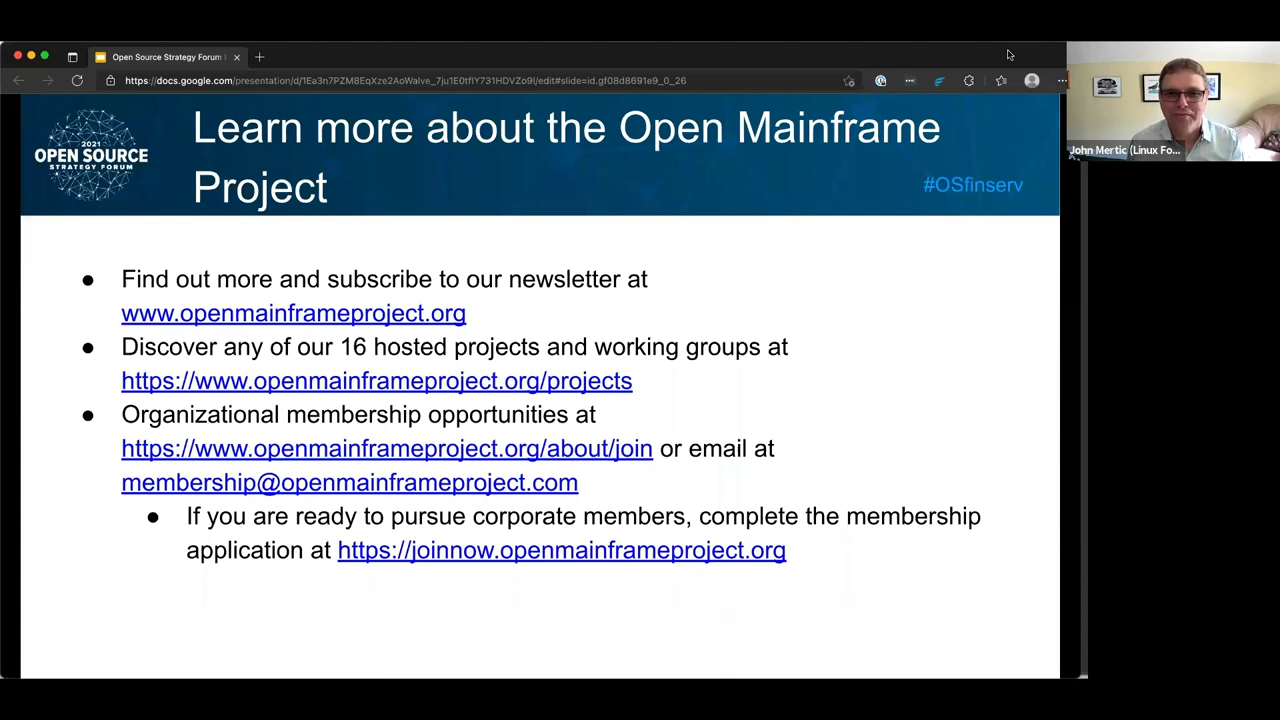 Open Source Strategy Forum
https://docs.google.com/presentation/d/1Ea3n7PZM8EqXze2AoWaIve_7ju1E0tfIY731HDVZo9I/edit#slide=id.gf08d8691e9_0_26
John Mertic (Linux Fo...
2021
OPEN SOURCE
STRATEGY FORUM
Learn more about the Open Mainframe
Project
#OSfinserv
● Find out more and subscribe to our newsletter at
www.openmainframeproject.org
● Discover any of our 16 hosted projects and working groups at
https://www.openmainframeproject.org/projects
● Organizational membership opportunities at
https://www.openmainframeproject.org/about/join or email at
membership@openmainframeproject.com
● If you are ready to pursue corporate members, complete the membership
application at https://joinnow.openmainframeproject.org